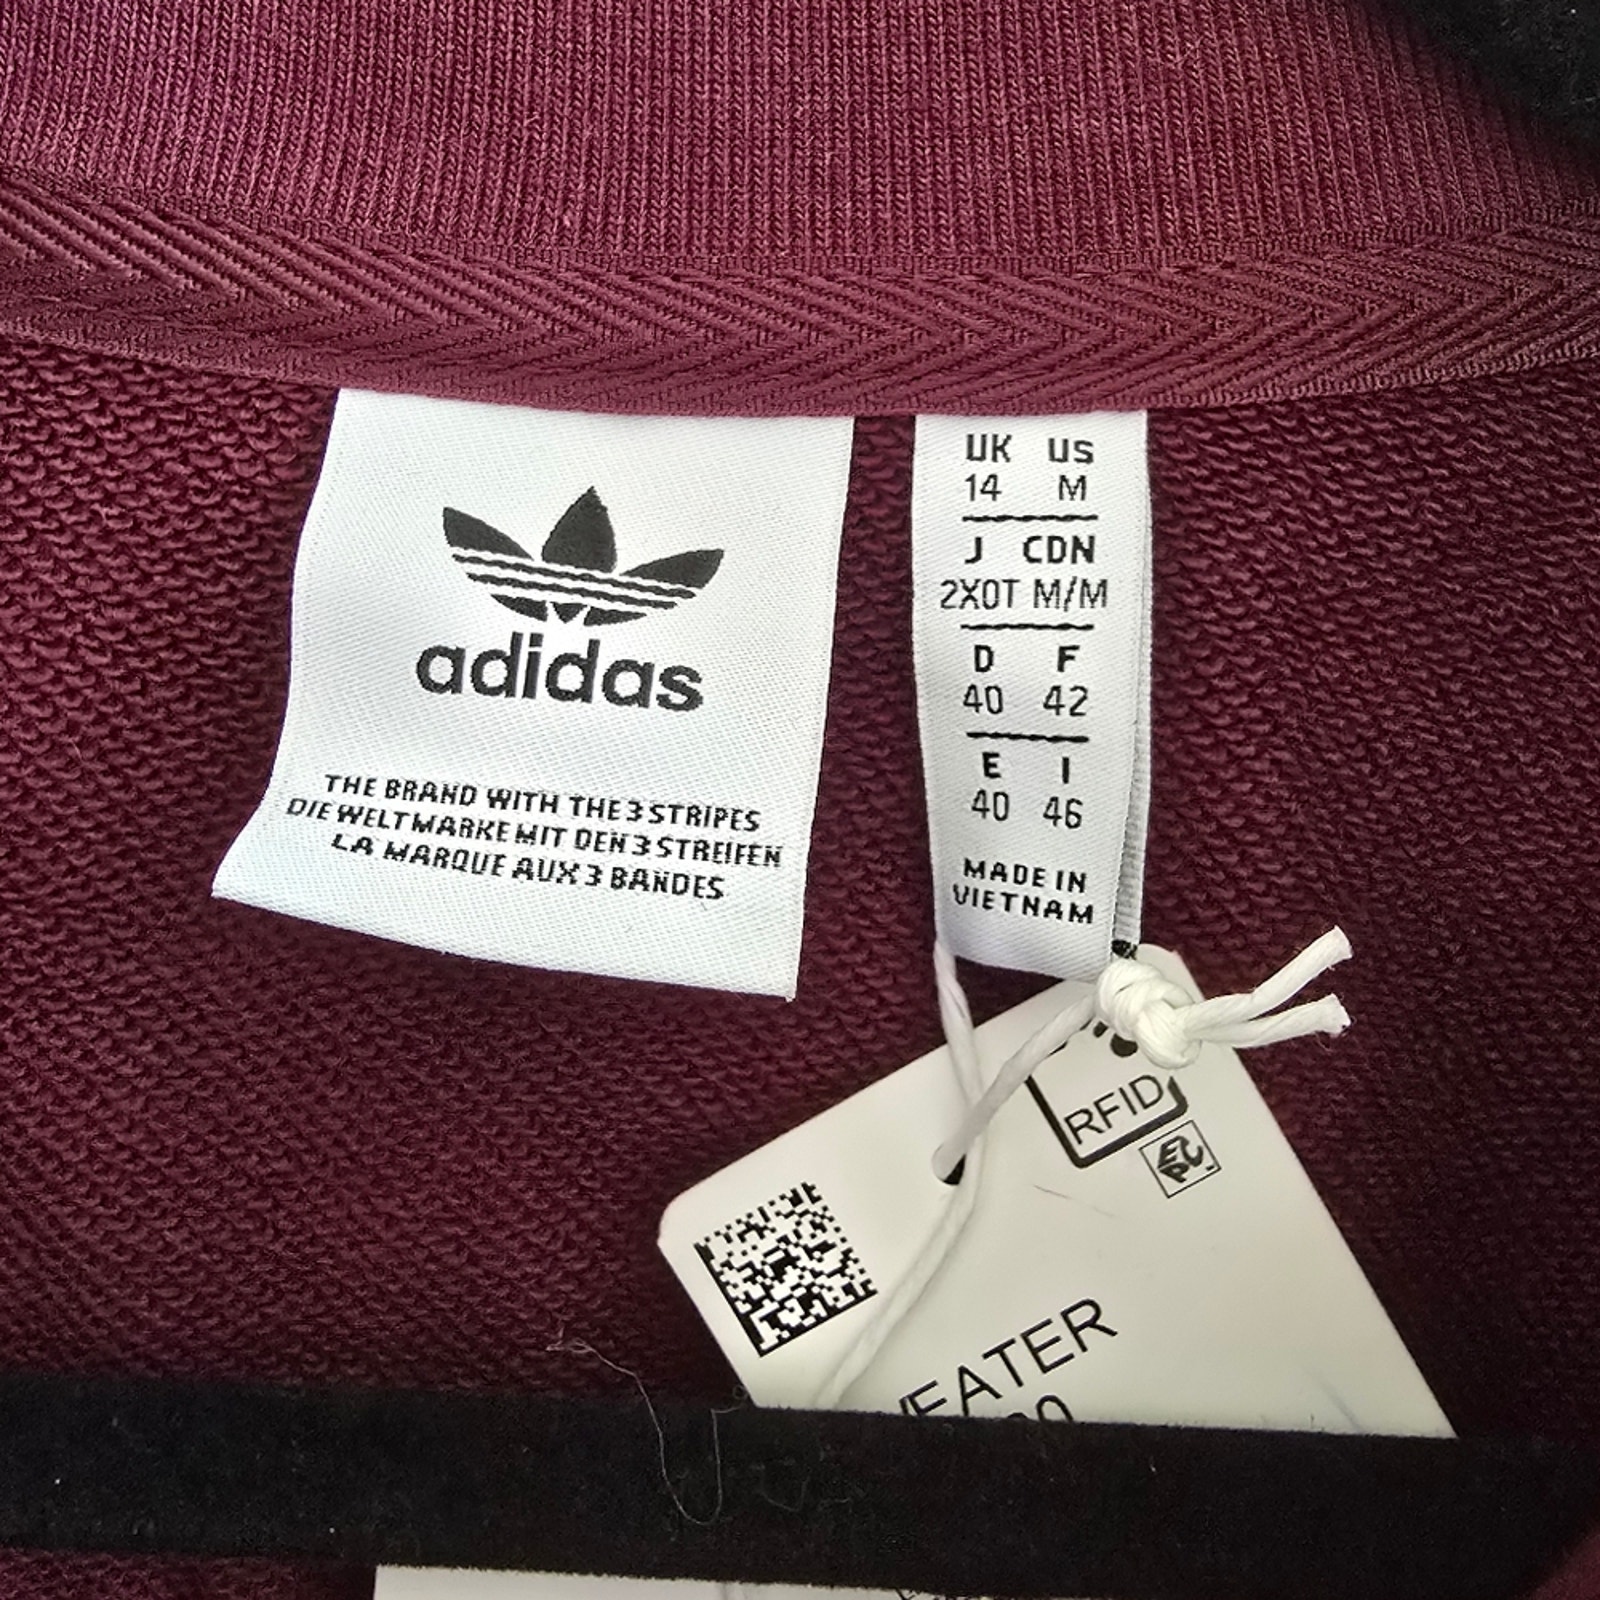 adidas
THE BRAND WITH THE 3 STRIPES
DIE WELTMARKE MIT DEN 3 STREIFEN
LA MARQUE AUX 3 BANDES
UK US
14 M
J CDN
2XOT M/M
D F
40 42
E I
40 46
MADE IN
VIETNAM
RFID
EPC